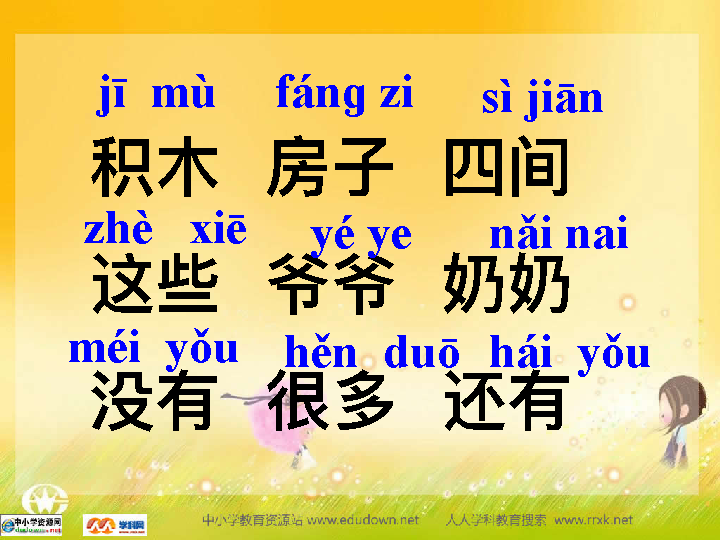 jī mù fáng zi sì jiān
积木 房子 四间
zhè xiē yé ye nǎi nai
这些 爷爷 奶奶
méi yǒu hěn duō hái yǒu
没有 很多 还有
中小学资源网 学科网 中小学教育资源站 www.edudown.net 人人学科教育搜索 www.rrxk.net